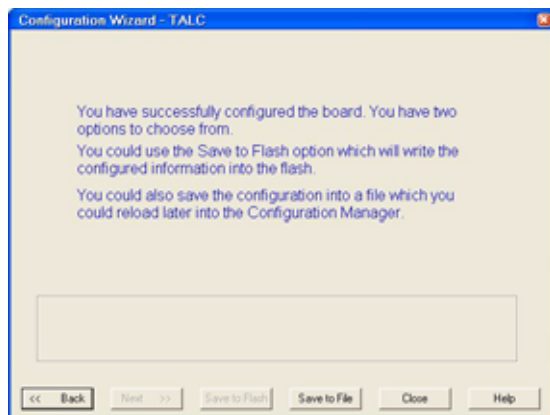 Configuration Wizard - TALC
You have successfully configured the board. You have two
options to choose from.
You could use the Save to Flash option which will write the
configured information into the flash.
You could also save the configuration into a file which you
could reload later into the Configuration Manager.
<< Back Next >> Save to Flash Save to File Close Help